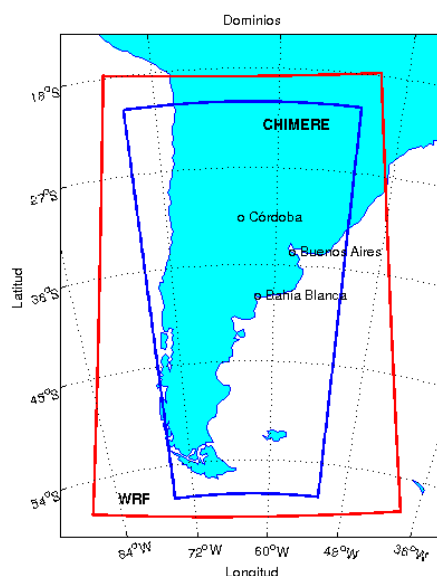 Dominios
18°S
CHIMERE
27°S
Córdoba
Buenos Aires
Latitud
36°S
Bahia Blanca
45°S
54°S
WRF
84°W
72°W
60°W
48°W
36°W
Longitud